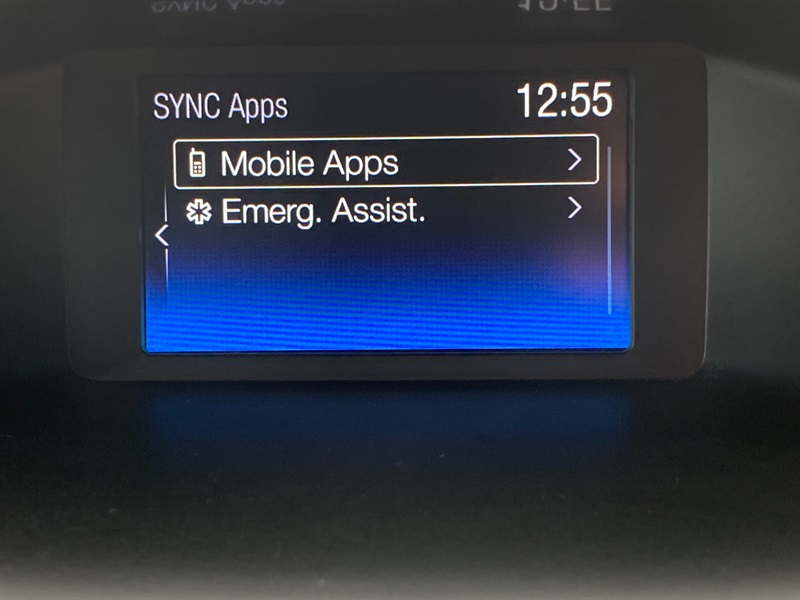 SYNC Apps
12:55
Mobile Apps
Emerg. Assist.